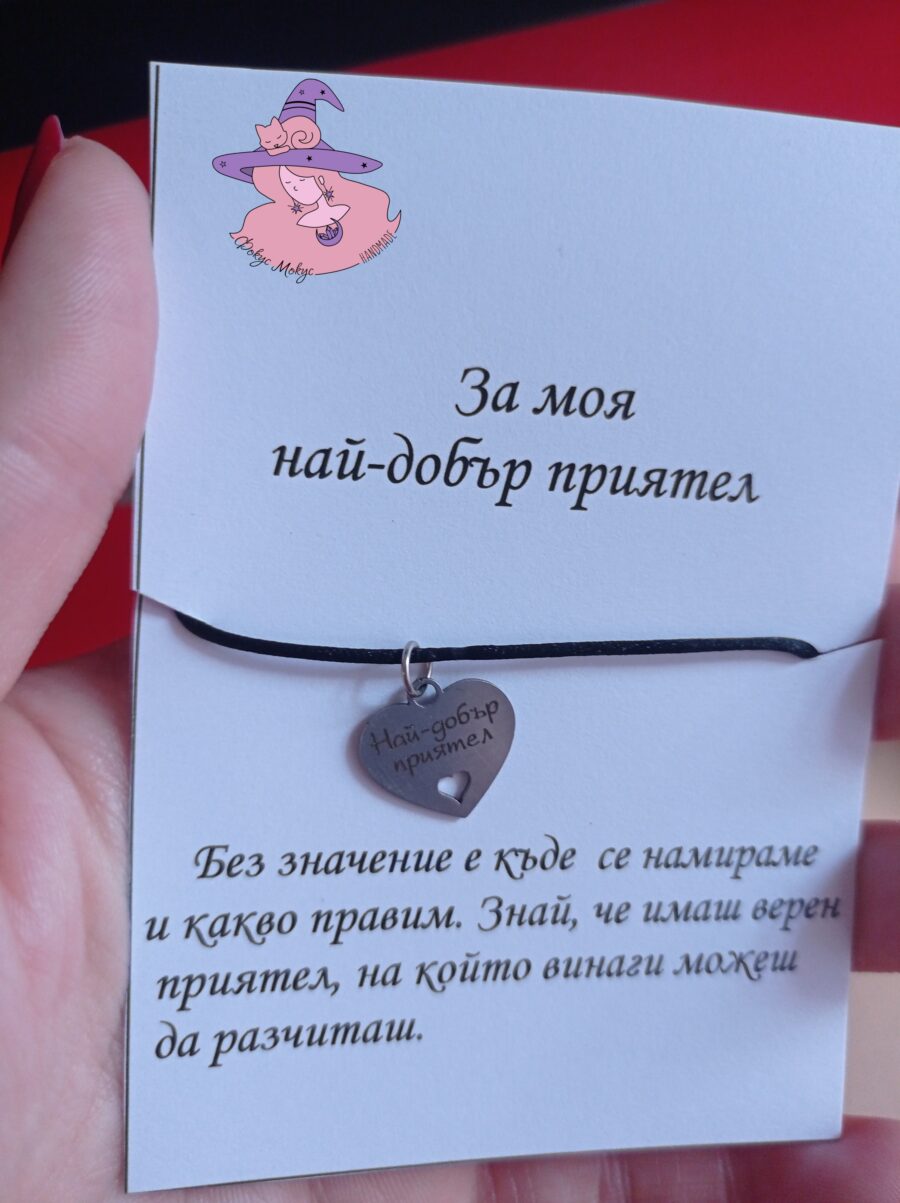 Фокус Мокус
HANDMADE
За моя
най-добър приятел
Най-добър
приятел
Без значение е къде се намираме
и какво правим. Знай, че имаш верен
приятел, на който винаги можеш
да разчиташ.